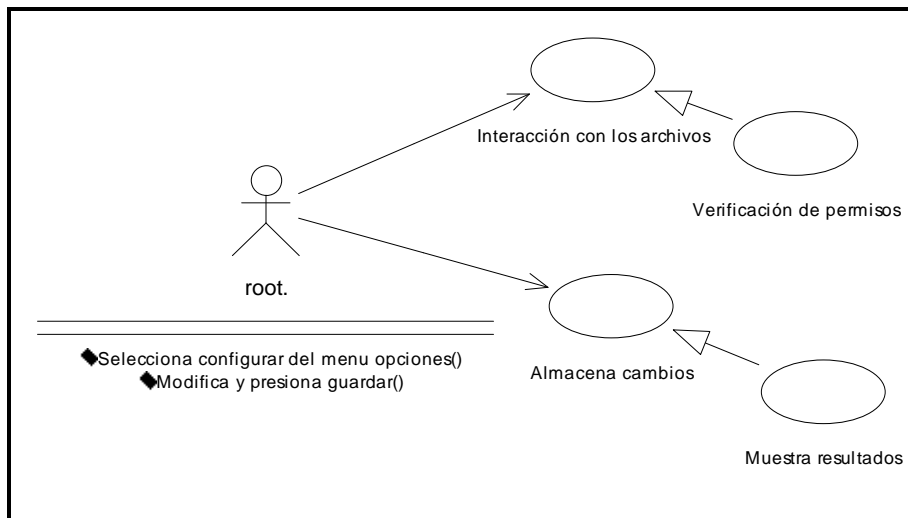 Interacción con los archivos
Verificación de permisos
root.
Selecciona configurar del menu opciones()
Modifica y presiona guardar()
Almacena cambios
Muestra resultados